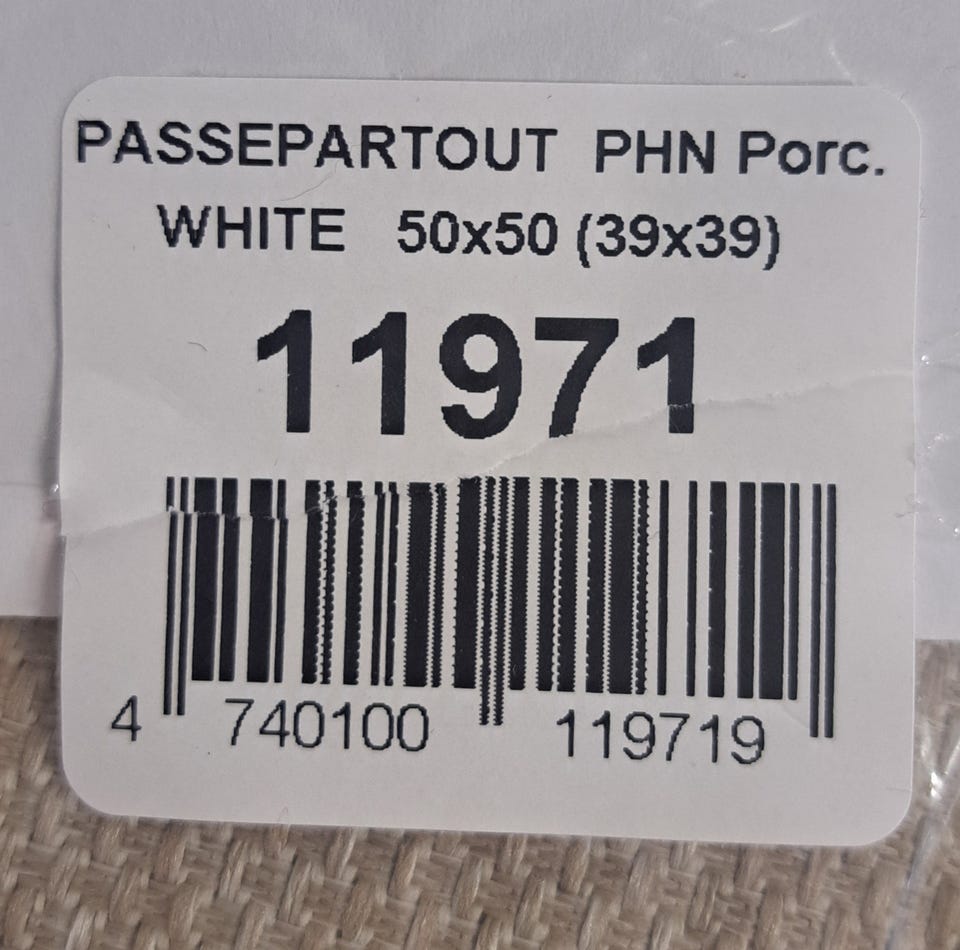 PASSEPARTOUT PHN Porc.
WHITE 50x50 (39x39)
11971
4 740100 119719